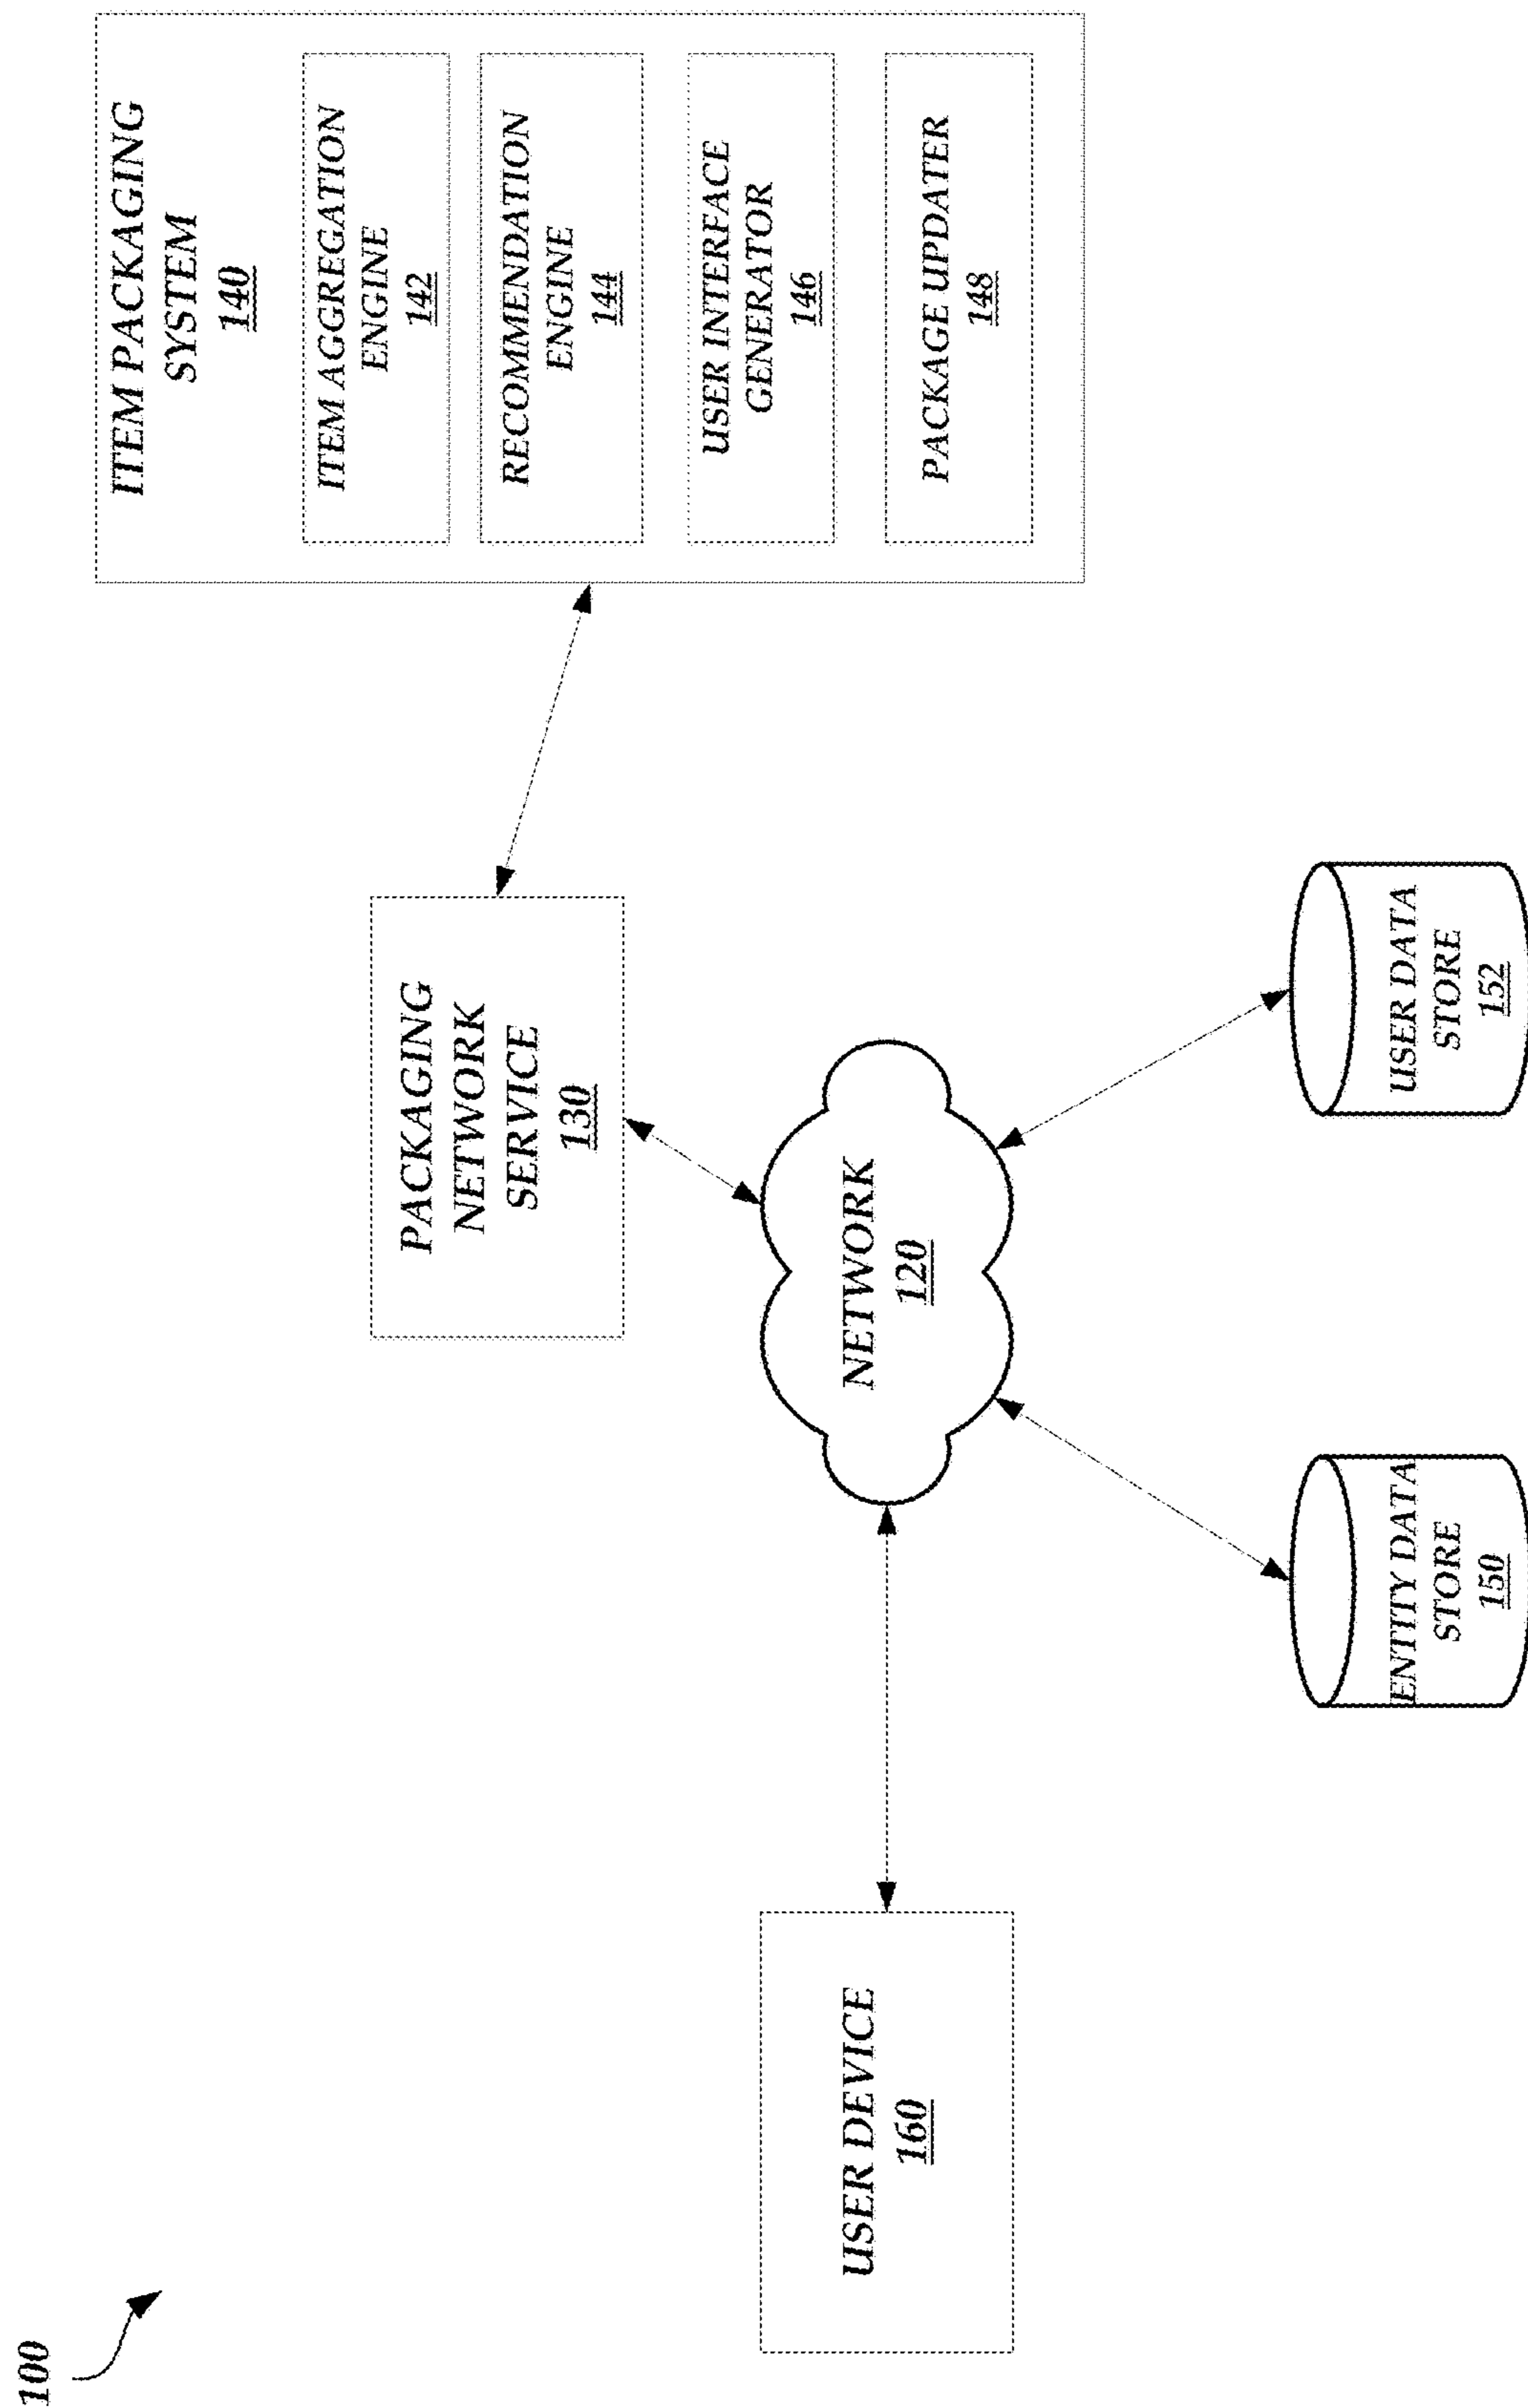 100
USER DEVICE
160
NETWORK
120
ENTITY DATA
STORE
150
USER DATA
STORE
152
PACKAGING
NETWORK
SERVICE
130
ITEM PACKAGING
SYSTEM
140
ITEM AGGREGATION
ENGINE
142
RECOMMENDATION
ENGINE
144
USER INTERFACE
GENERATOR
146
PACKAGE UPDATER
148